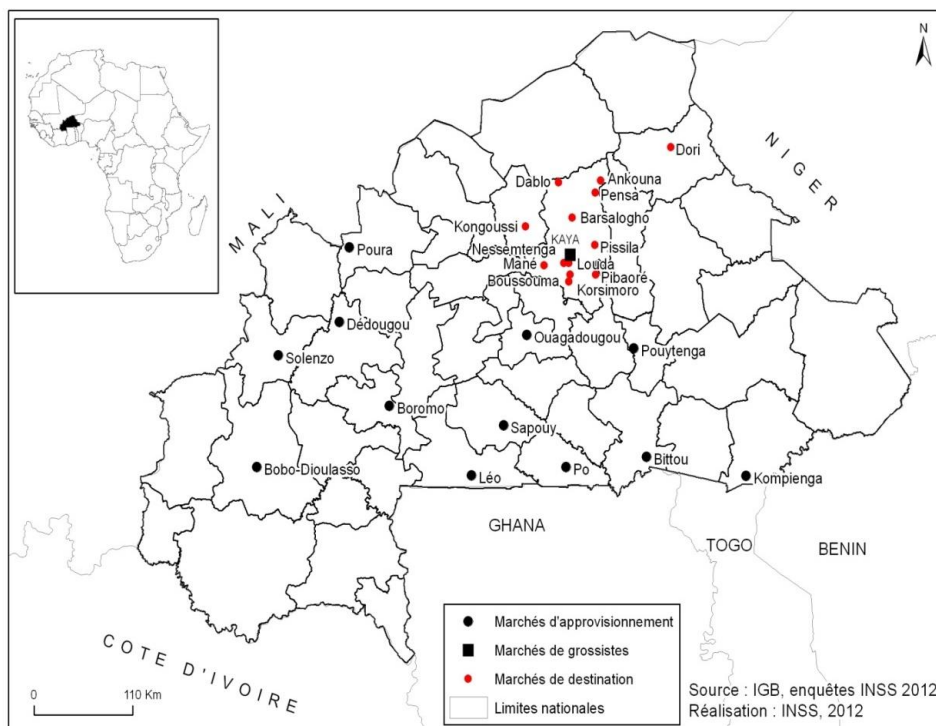 N
NIGER
MALI
Dori
Dablo
Ankouna
Pensa
Barsalogho
Kongoussi
KAYA
Pissila
Nessemtenga
Mané
Louda
Boussouma
Pibaoré
Korsimoro
Poura
Dédougou
Ouagadougou
Pouytenga
Solenzo
Boromo
Sapouy
Bobo-Dioulasso
Léo
Po
Bittou
Kompienga
GHANA
TOGO
BENIN
COTE D'IVOIRE
0 110 Km
Marchés d'approvisionnement
Marchés de grossistes
Marchés de destination
Limites nationales
Source : IGB, enquêtes INSS 2012
Réalisation : INSS, 2012